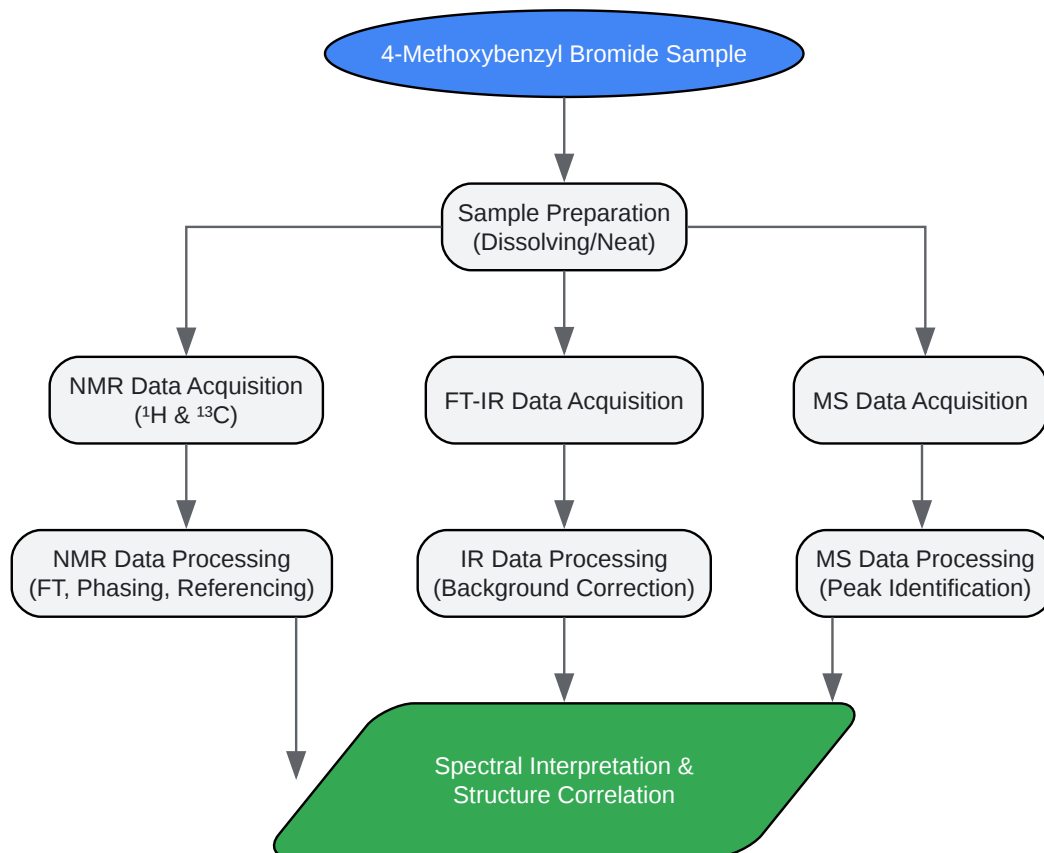 4-Methoxybenzyl Bromide Sample
Sample Preparation
(Dissolving/Neat)
NMR Data Acquisition
(¹H & ¹³C)
FT-IR Data Acquisition
MS Data Acquisition
NMR Data Processing
(FT, Phasing, Referencing)
IR Data Processing
(Background Correction)
MS Data Processing
(Peak Identification)
Spectral Interpretation &
Structure Correlation